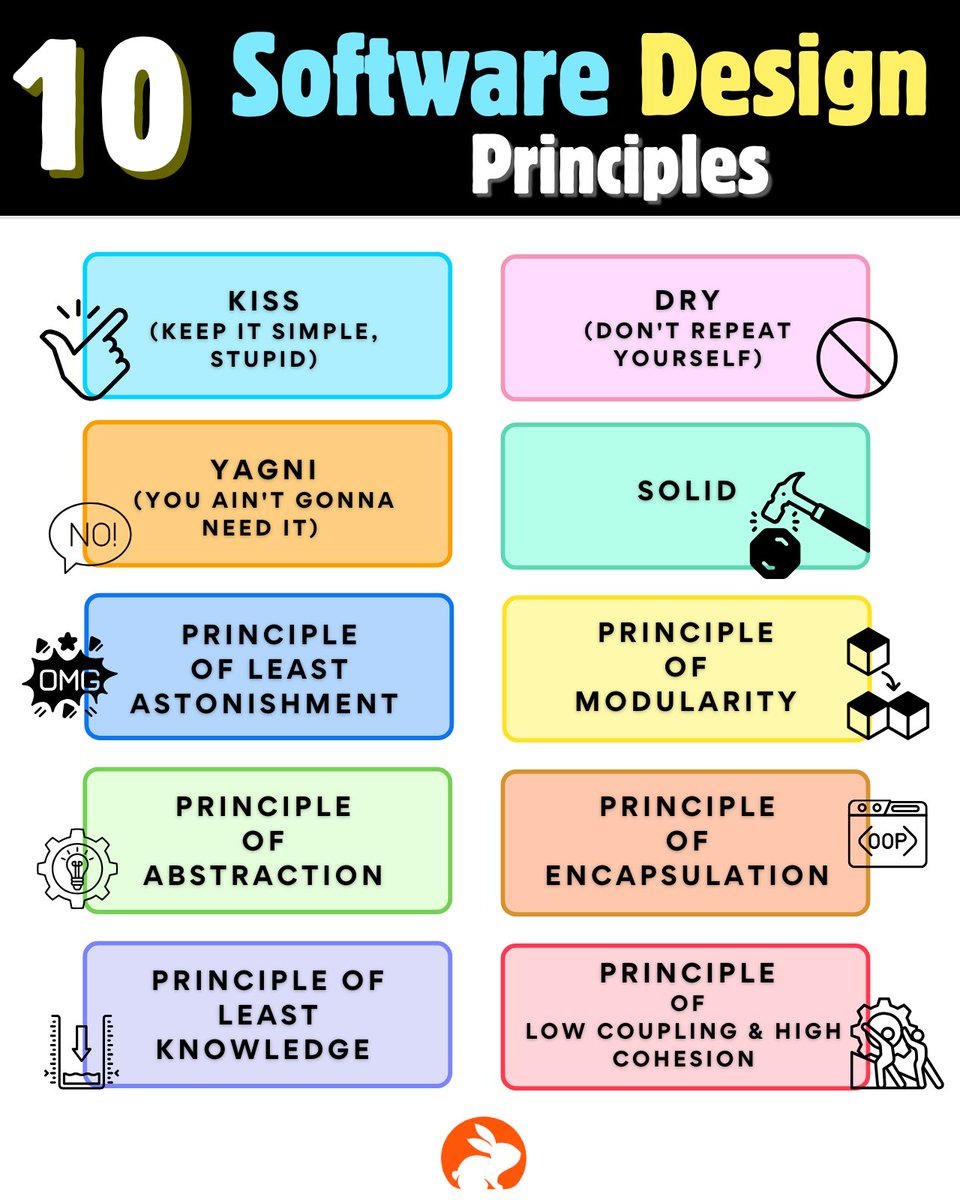 10 Software Design
Principles
KISS
(KEEP IT SIMPLE,
STUPID)
DRY
(DON'T REPEAT
YOURSELF)
YAGNI
(YOU AIN'T GONNA
NEED IT)
NO!
SOLID
PRINCIPLE
OF LEAST
ASTONISHMENT
OMG
PRINCIPLE
OF
MODULARITY
PRINCIPLE
OF
ABSTRACTION
PRINCIPLE
OF
ENCAPSULATION
OOP
PRINCIPLE OF
LEAST
KNOWLEDGE
PRINCIPLE
OF
LOW COUPLING & HIGH
COHESION